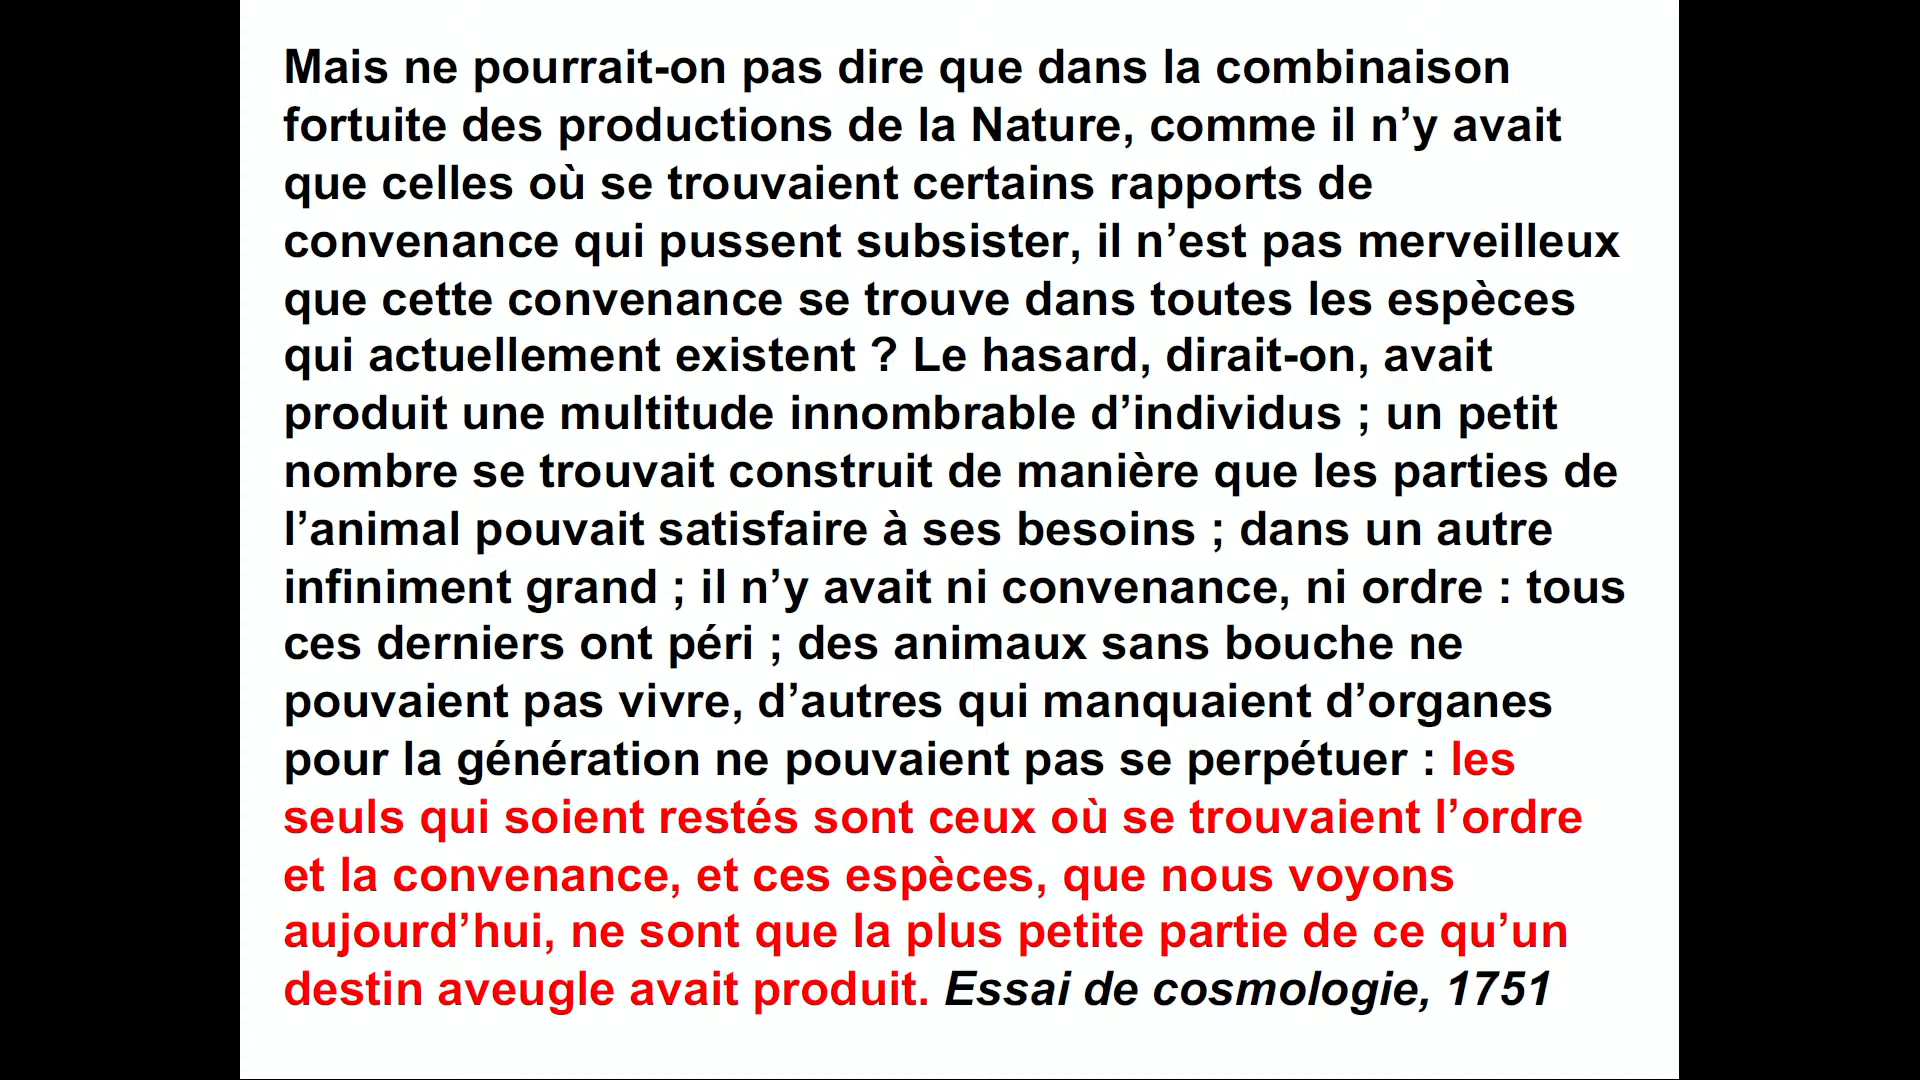 Mais ne pourrait-on pas dire que dans la combinaison
fortuite des productions de la Nature, comme il n’y avait
que celles où se trouvaient certains rapports de
convenance qui pussent subsister, il n’est pas merveilleux
que cette convenance se trouve dans toutes les espèces
qui actuellement existent ? Le hasard, dirait-on, avait
produit une multitude innombrable d’individus ; un petit
nombre se trouvait construit de manière que les parties de
l’animal pouvait satisfaire à ses besoins ; dans un autre
infiniment grand ; il n’y avait ni convenance, ni ordre : tous
ces derniers ont péri ; des animaux sans bouche ne
pouvaient pas vivre, d’autres qui manquaient d’organes
pour la génération ne pouvaient pas se perpétuer : les
seuls qui soient restés sont ceux où se trouvaient l’ordre
et la convenance, et ces espèces, que nous voyons
aujourd’hui, ne sont que la plus petite partie de ce qu’un
destin aveugle avait produit. Essai de cosmologie, 1751